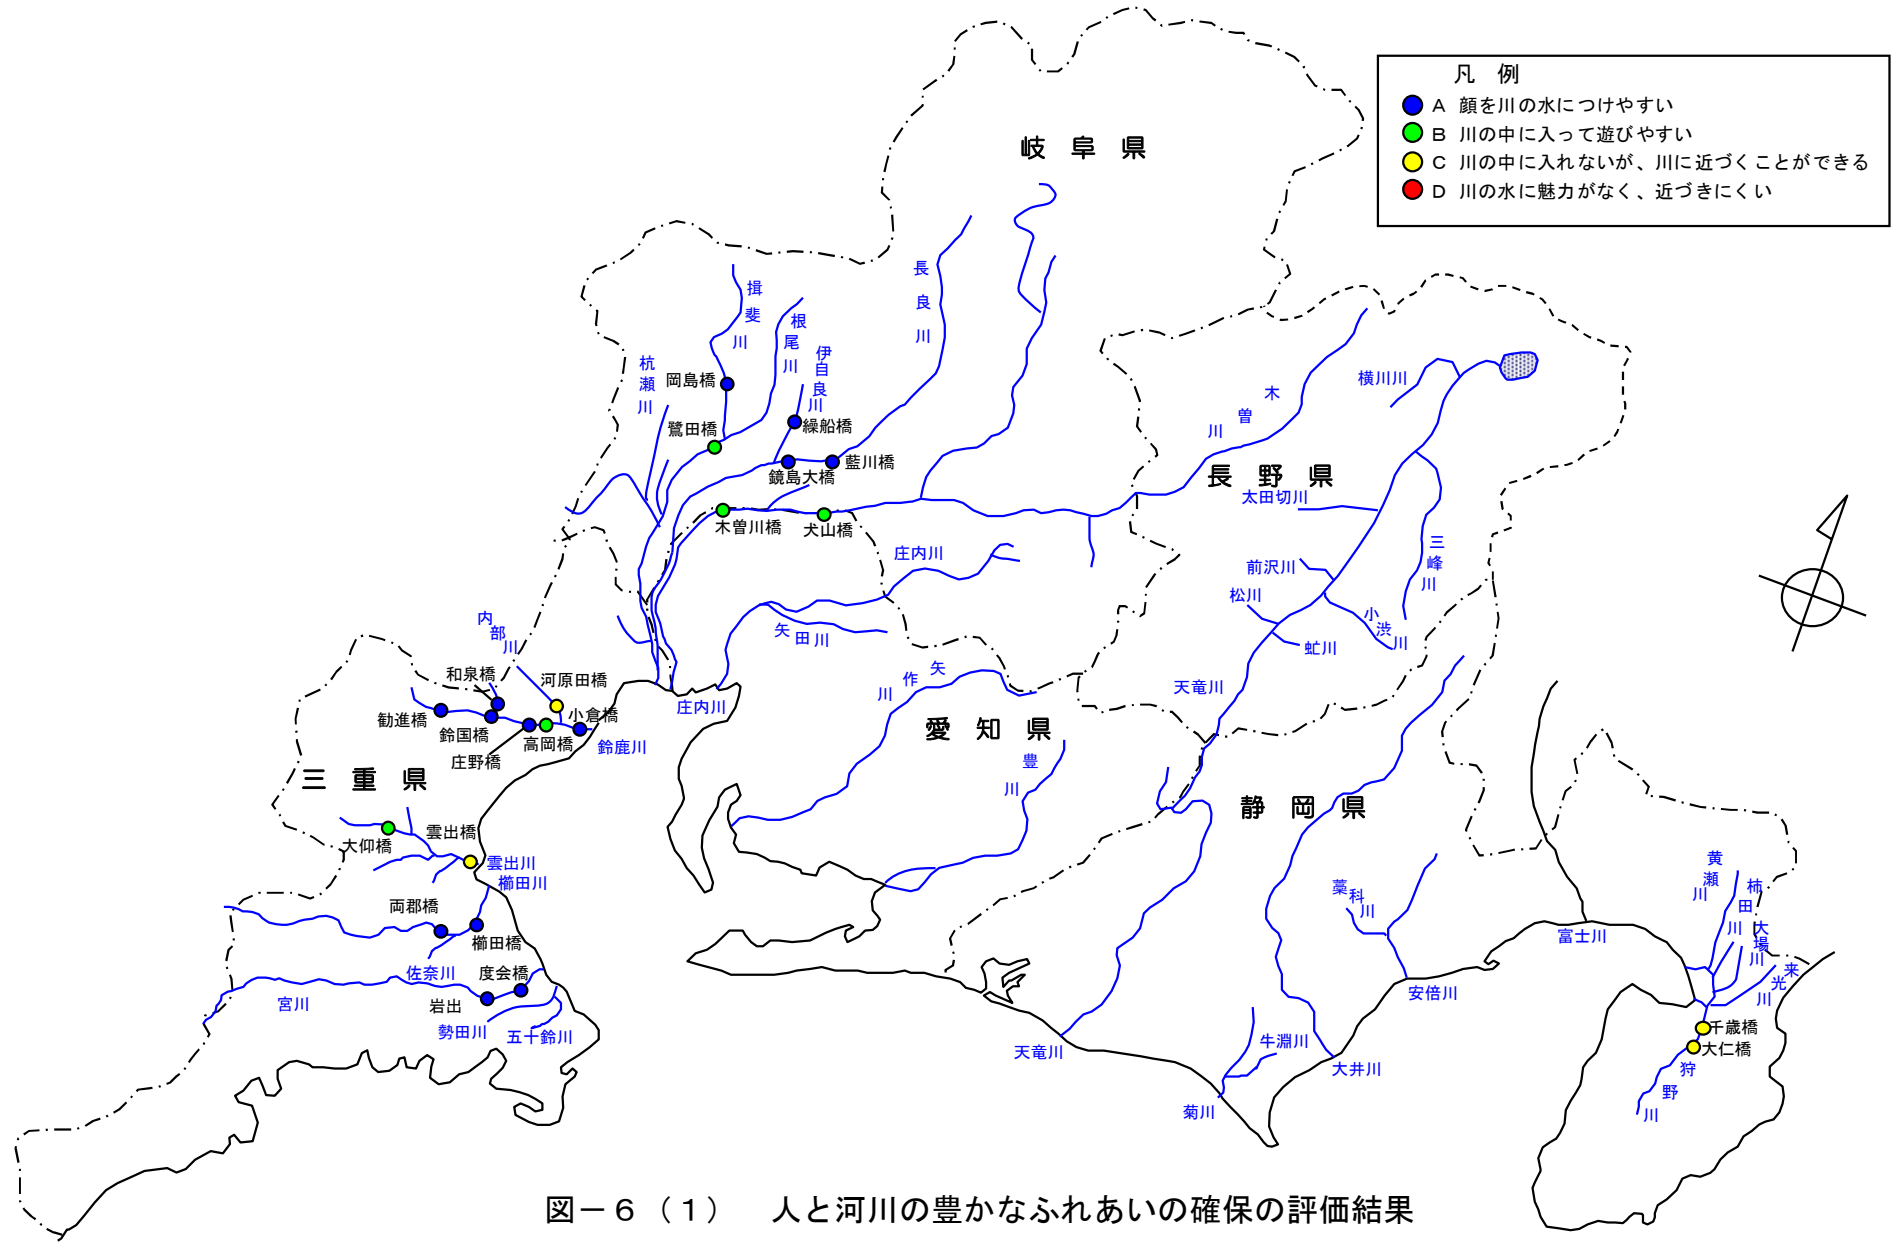 凡 例
A 顔を川の水につけやすい
B 川の中に入って遊びやすい
C 川の中に入れないが、川に近づくことができる
D 川の水に魅力がなく、近づきにくい
岐 阜 県
揖斐川
根尾川
伊自良川
長良川
杭瀬川
岡島橋
鷺田橋
繰船橋
鏡島大橋
藍川橋
木曽川橋
犬山橋
木曽川
横川川
長 野 県
太田切川
三峰川
前沢川
松川
小渋川
虻川
天竜川
庄内川
矢田川
矢作川
庄内川
愛 知 県
豊川
内部川
和泉橋
河原田橋
勧進橋
鈴国橋
小倉橋
高岡橋
庄野橋
鈴鹿川
三 重 県
大仰橋
雲出橋
雲出川
櫛田川
両郡橋
櫛田橋
佐奈川
度会橋
宮川
岩出
勢田川
五十鈴川
静 岡 県
藁科川
安倍川
富士川
黄瀬川
柿田川
大場川
来光川
千歳橋
大仁橋
狩野川
天竜川
牛淵川
菊川
大井川
図－６（１） 人と河川の豊かなふれあいの確保の評価結果